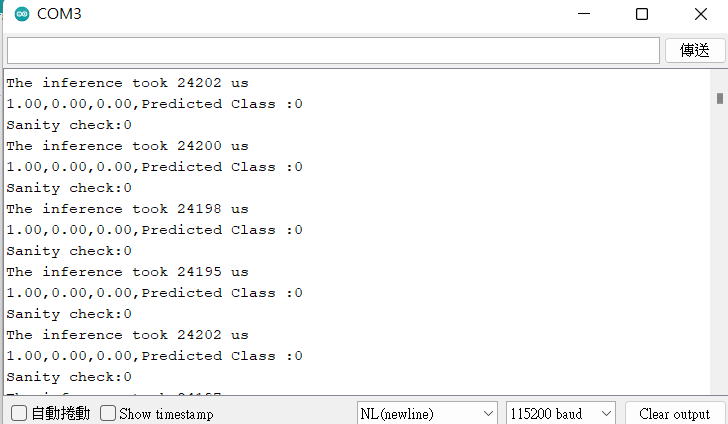 COM3
傳送
The inference took 24202 us
1.00,0.00,0.00,Predicted Class :0
Sanity check:0
The inference took 24200 us
1.00,0.00,0.00,Predicted Class :0
Sanity check:0
The inference took 24198 us
1.00,0.00,0.00,Predicted Class :0
Sanity check:0
The inference took 24195 us
1.00,0.00,0.00,Predicted Class :0
Sanity check:0
The inference took 24202 us
1.00,0.00,0.00,Predicted Class :0
Sanity check:0
自動捲動 Show timestamp NL(newline) 115200 baud Clear output